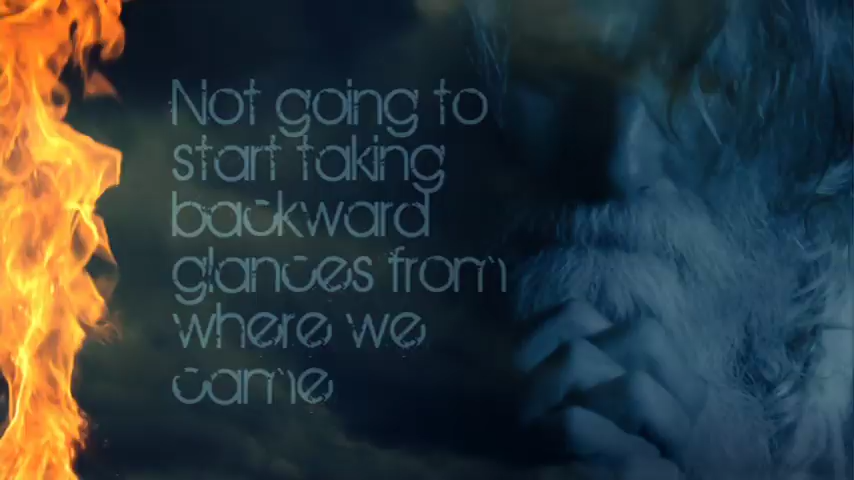 Not going to
start taking
backward
glances from
where we
came